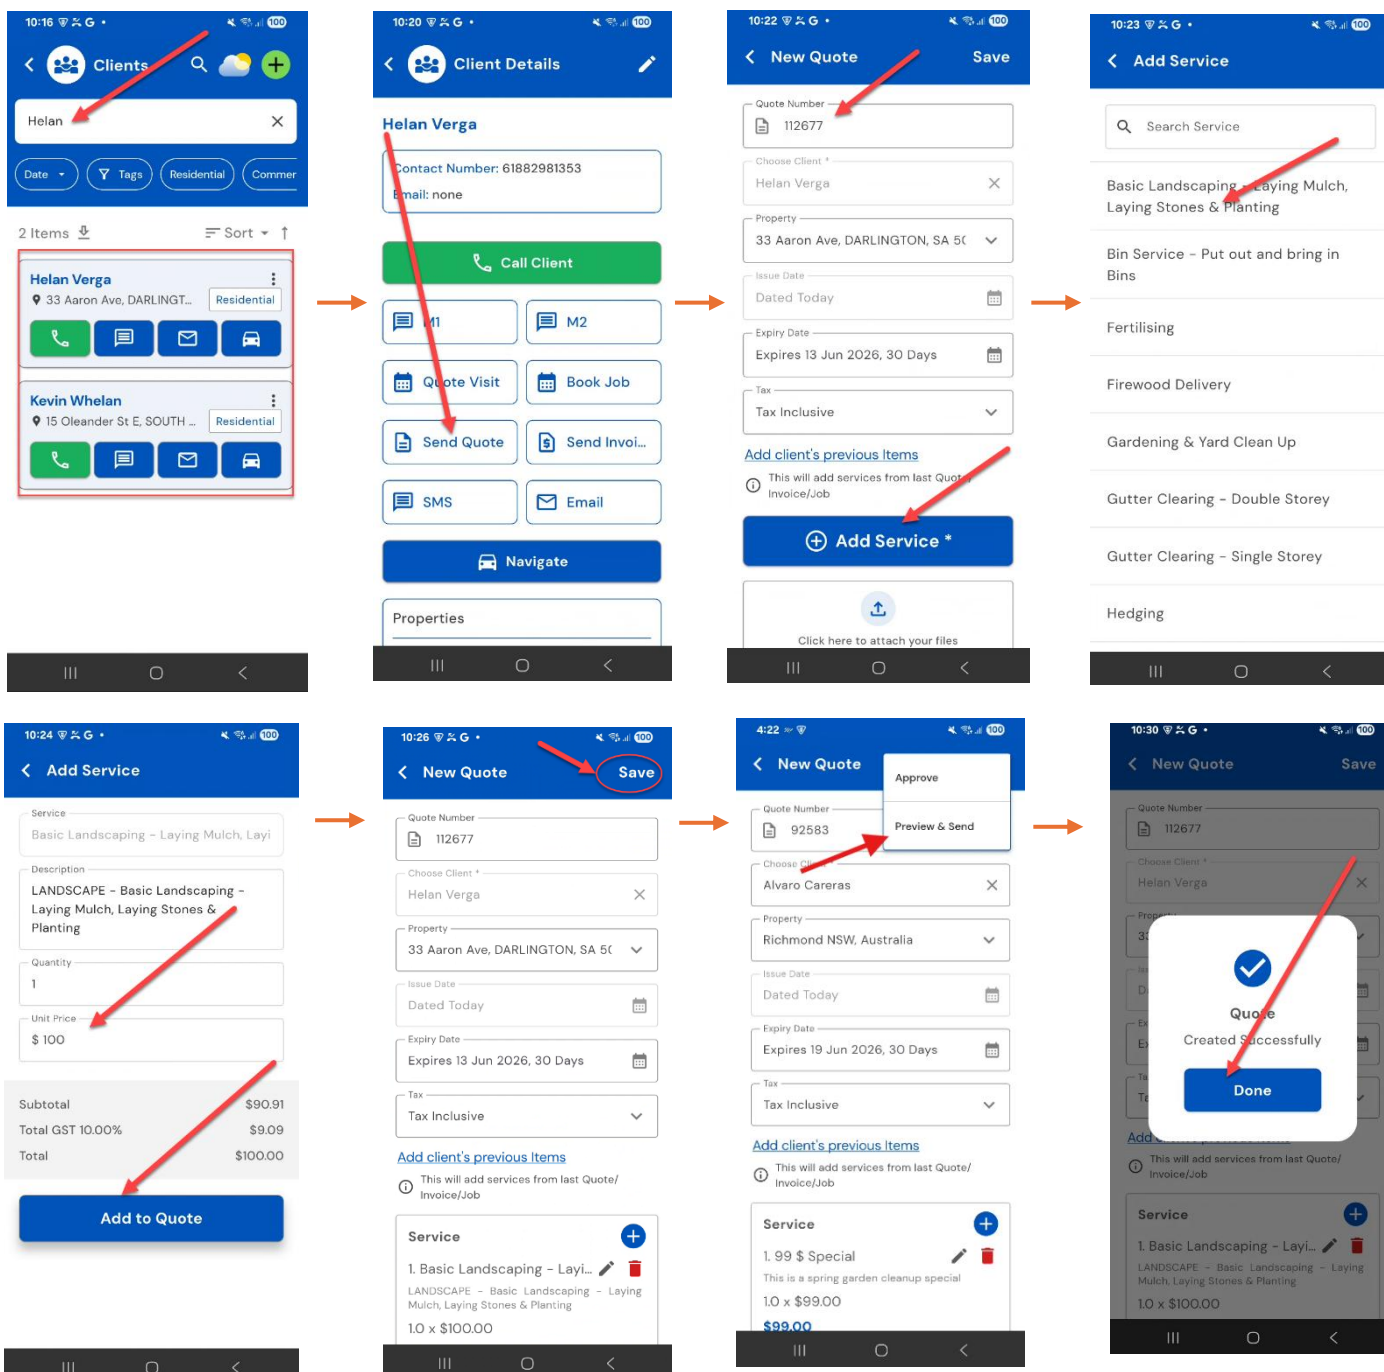 10:16 G •
100
Clients
Helan
Date
Tags
Residential
Commer
2 Items
Sort
Helan Verga
33 Aaron Ave, DARLINGT...
Residential
Kevin Whelan
15 Oleander St E, SOUTH ...
Residential
10:20 G •
100
Client Details
Helan Verga
Contact Number: 61882981353
Email: none
Call Client
M1
M2
Quote Visit
Book Job
Send Quote
Send Invoi...
SMS
Email
Navigate
Properties
10:22 G •
100
New Quote
Save
Quote Number
112677
Choose Client *
Helan Verga
Property
33 Aaron Ave, DARLINGTON, SA 5(
Issue Date
Dated Today
Expiry Date
Expires 13 Jun 2026, 30 Days
Tax
Tax Inclusive
Add client's previous Items
This will add services from last Quote/
Invoice/Job
Add Service *
Click here to attach your files
10:23 G •
100
Add Service
Search Service
Basic Landscaping - Laying Mulch,
Laying Stones & Planting
Bin Service - Put out and bring in
Bins
Fertilising
Firewood Delivery
Gardening & Yard Clean Up
Gutter Clearing - Double Storey
Gutter Clearing - Single Storey
Hedging
10:24 G •
100
Add Service
Service
Basic Landscaping - Laying Mulch, Layi
Description
LANDSCAPE - Basic Landscaping -
Laying Mulch, Laying Stones &
Planting
Quantity
1
Unit Price
$ 100
Subtotal $90.91
Total GST 10.00% $9.09
Total $100.00
Add to Quote
10:26 G •
100
New Quote
Save
Quote Number
112677
Choose Client *
Helan Verga
Property
33 Aaron Ave, DARLINGTON, SA 5(
Issue Date
Dated Today
Expiry Date
Expires 13 Jun 2026, 30 Days
Tax
Tax Inclusive
Add client's previous Items
This will add services from last Quote/
Invoice/Job
Service
1. Basic Landscaping - Layi...
LANDSCAPE - Basic Landscaping - Laying
Mulch, Laying Stones & Planting
1.0 x $100.00
4:22
100
New Quote
Approve
Preview & Send
Quote Number
92583
Choose Client *
Alvaro Careras
Property
Richmond NSW, Australia
Issue Date
Dated Today
Expiry Date
Expires 19 Jun 2026, 30 Days
Tax
Tax Inclusive
Add client's previous Items
This will add services from last Quote/
Invoice/Job
Service
1. 99 $ Special
This is a spring garden cleanup special
1.0 x $99.00
$99.00
10:30 G •
100
New Quote
Save
Quote Number
112677
Choose Client *
Helan Verga
Quote
Created Successfully
Done
This will add services from last Quote/
Invoice/Job
Service
1. Basic Landscaping - Layi...
LANDSCAPE - Basic Landscaping - Laying
Mulch, Laying Stones & Planting
1.0 x $100.00